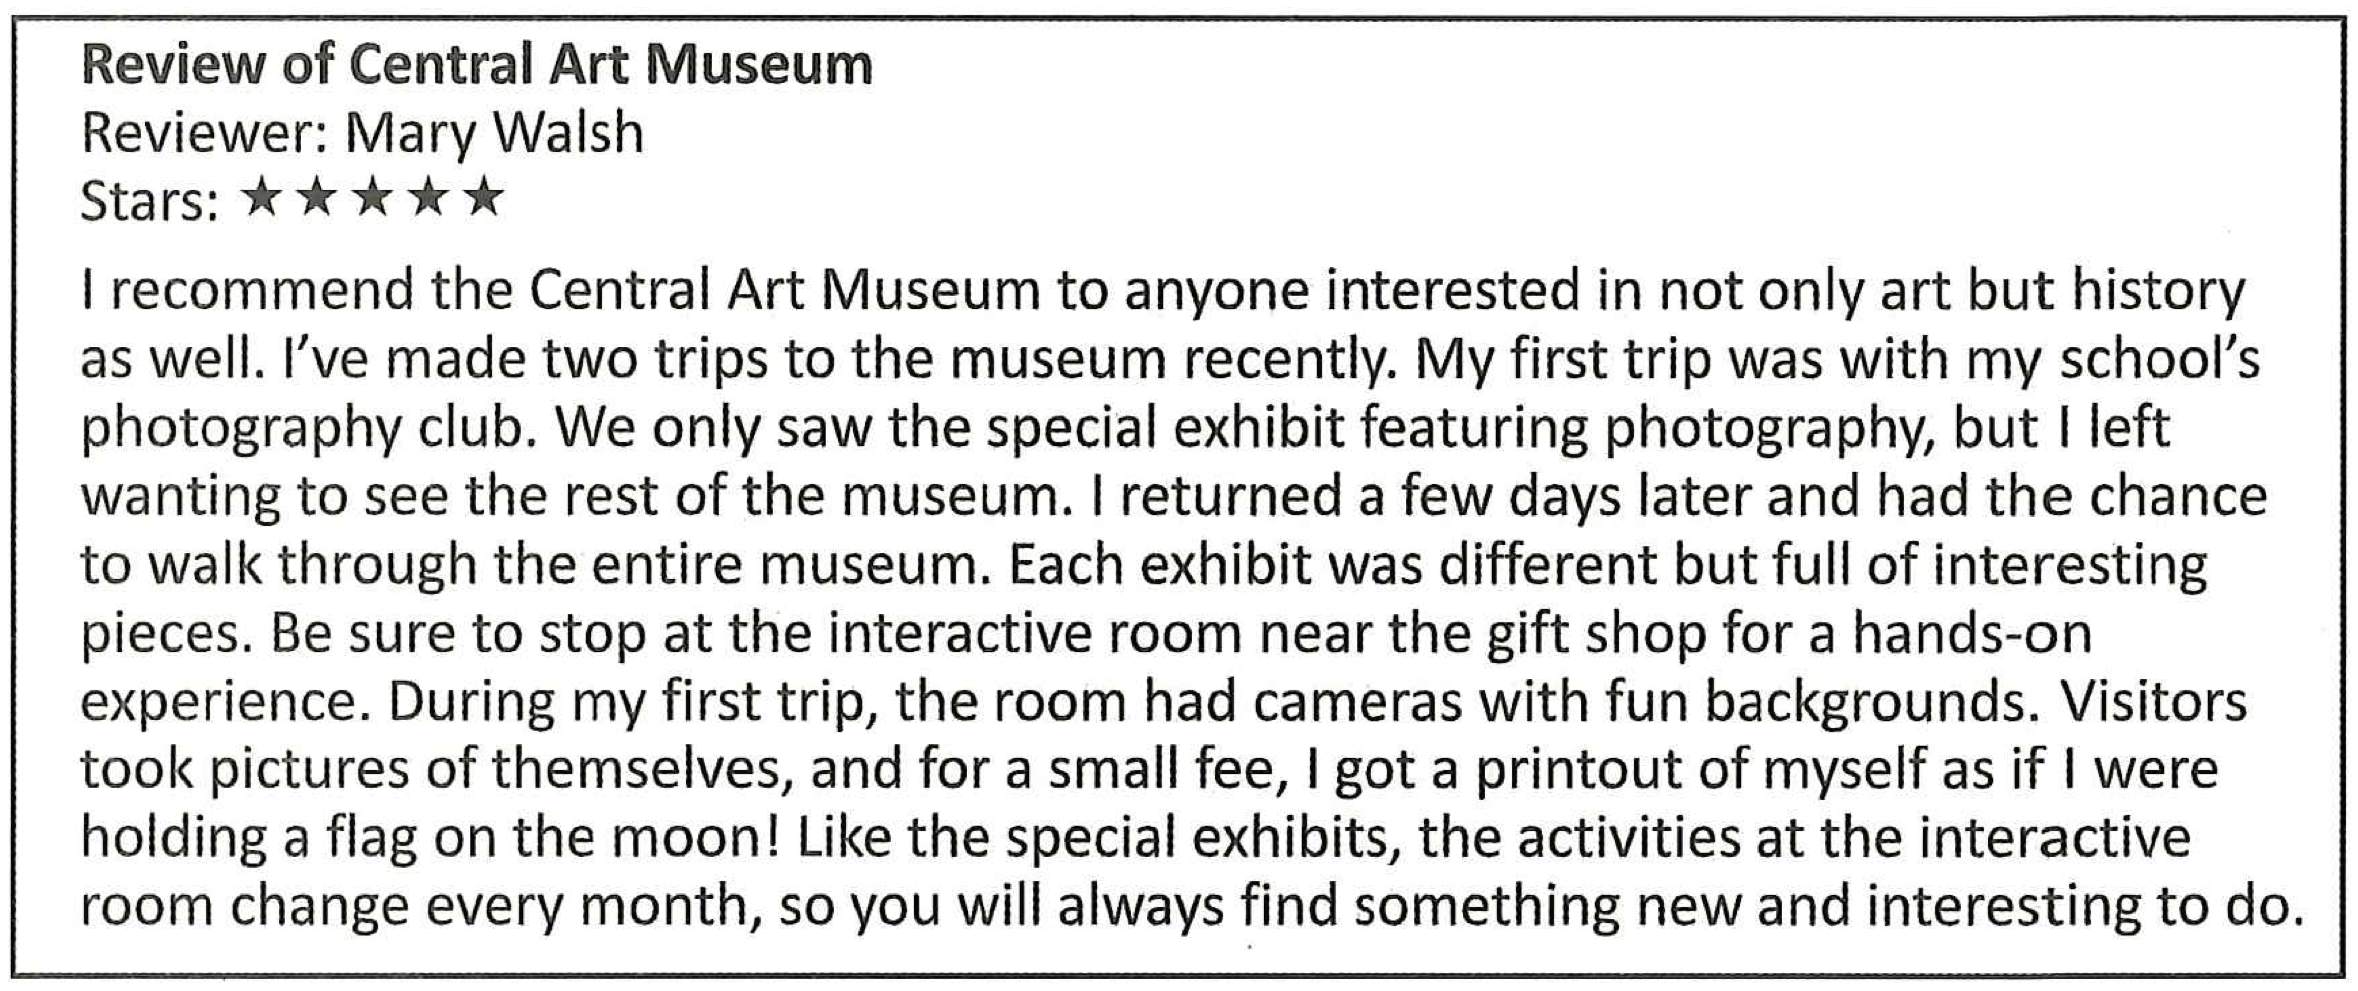 Review of Central Art Museum
Reviewer: Mary Walsh
Stars: ★★★★★
I recommend the Central Art Museum to anyone interested in not only art but history
as well. I've made two trips to the museum recently. My first trip was with my school's
photography club. We only saw the special exhibit featuring photography, but I left
wanting to see the rest of the museum. I returned a few days later and had the chance
to walk through the entire museum. Each exhibit was different but full of interesting
pieces. Be sure to stop at the interactive room near the gift shop for a hands-on
experience. During my first trip, the room had cameras with fun backgrounds. Visitors
took pictures of themselves, and for a small fee, I got a printout of myself as if I were
holding a flag on the moon! Like the special exhibits, the activities at the interactive
room change every month, so you will always find something new and interesting to do.